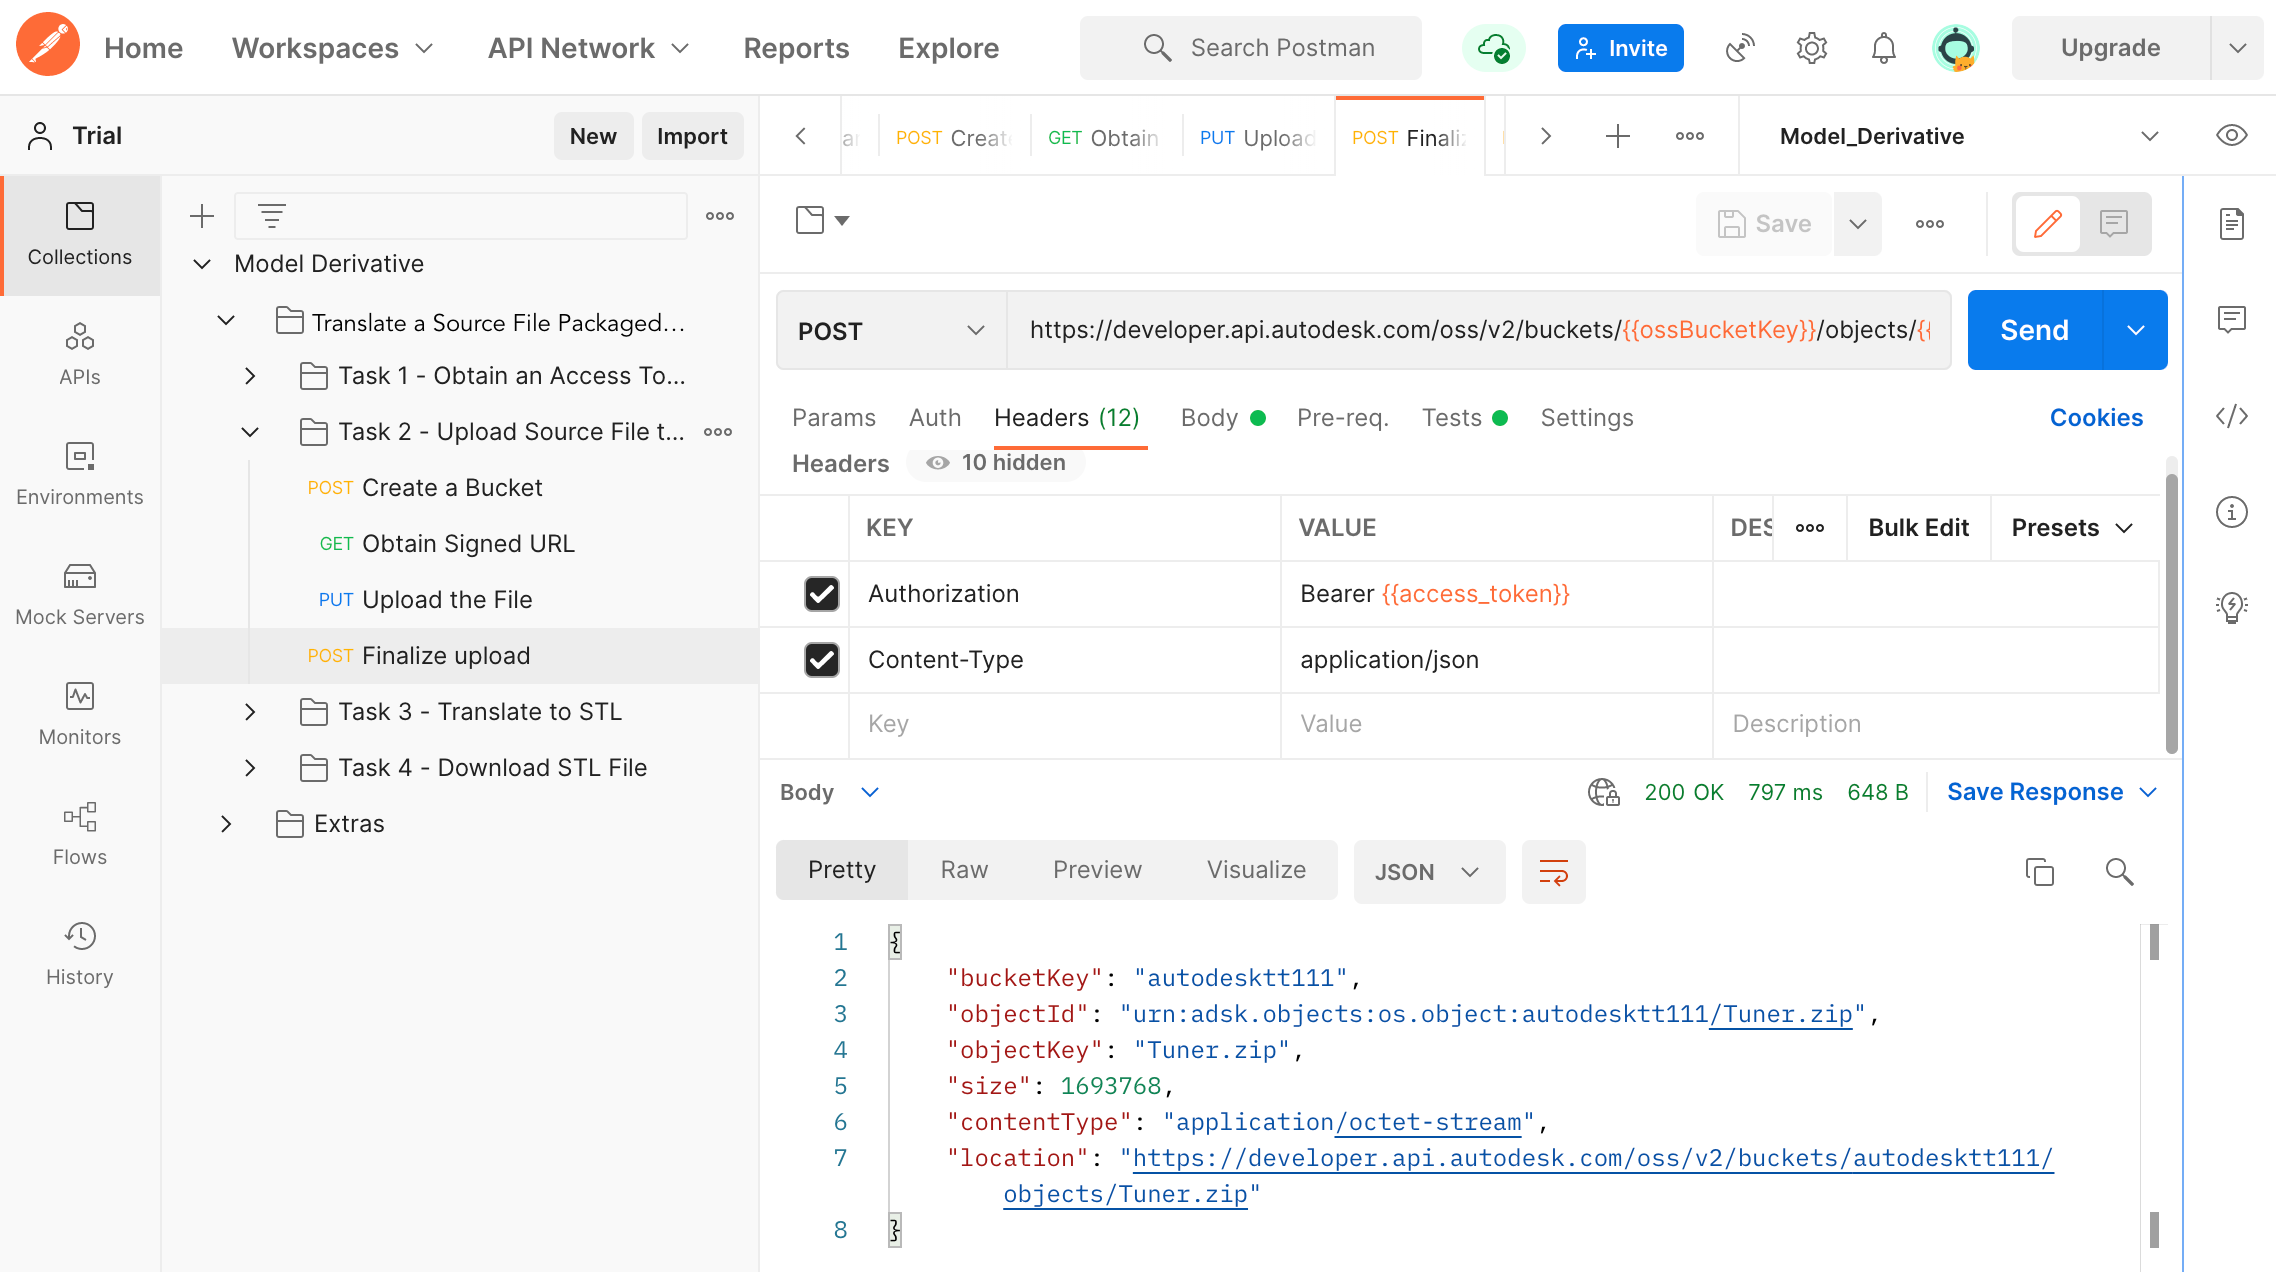 Home Workspaces API Network Reports Explore Search Postman Invite Upgrade
Trial New Import
POST Create GET Obtain PUT Upload POST Finaliz Model_Derivative
Collections
APIs
Environments
Mock Servers
Monitors
Flows
History
Model Derivative
Translate a Source File Packaged...
Task 1 - Obtain an Access To...
Task 2 - Upload Source File t...
POST Create a Bucket
GET Obtain Signed URL
PUT Upload the File
POST Finalize upload
Task 3 - Translate to STL
Task 4 - Download STL File
Extras
Save
POST https://developer.api.autodesk.com/oss/v2/buckets/{{ossBucketKey}}/objects/{{ Send
Params Auth Headers (12) Body Pre-req. Tests Settings Cookies
Headers 10 hidden
KEY VALUE DES Bulk Edit Presets
Authorization Bearer {{access_token}}
Content-Type application/json
Key Value Description
Body 200 OK 797 ms 648 B Save Response
Pretty Raw Preview Visualize JSON
1 {
2 "bucketKey": "autodesktt111",
3 "objectId": "urn:adsk.objects:os.object:autodesktt111/Tuner.zip",
4 "objectKey": "Tuner.zip",
5 "size": 1693768,
6 "contentType": "application/octet-stream",
7 "location": "https://developer.api.autodesk.com/oss/v2/buckets/autodesktt111/
objects/Tuner.zip"
8 }